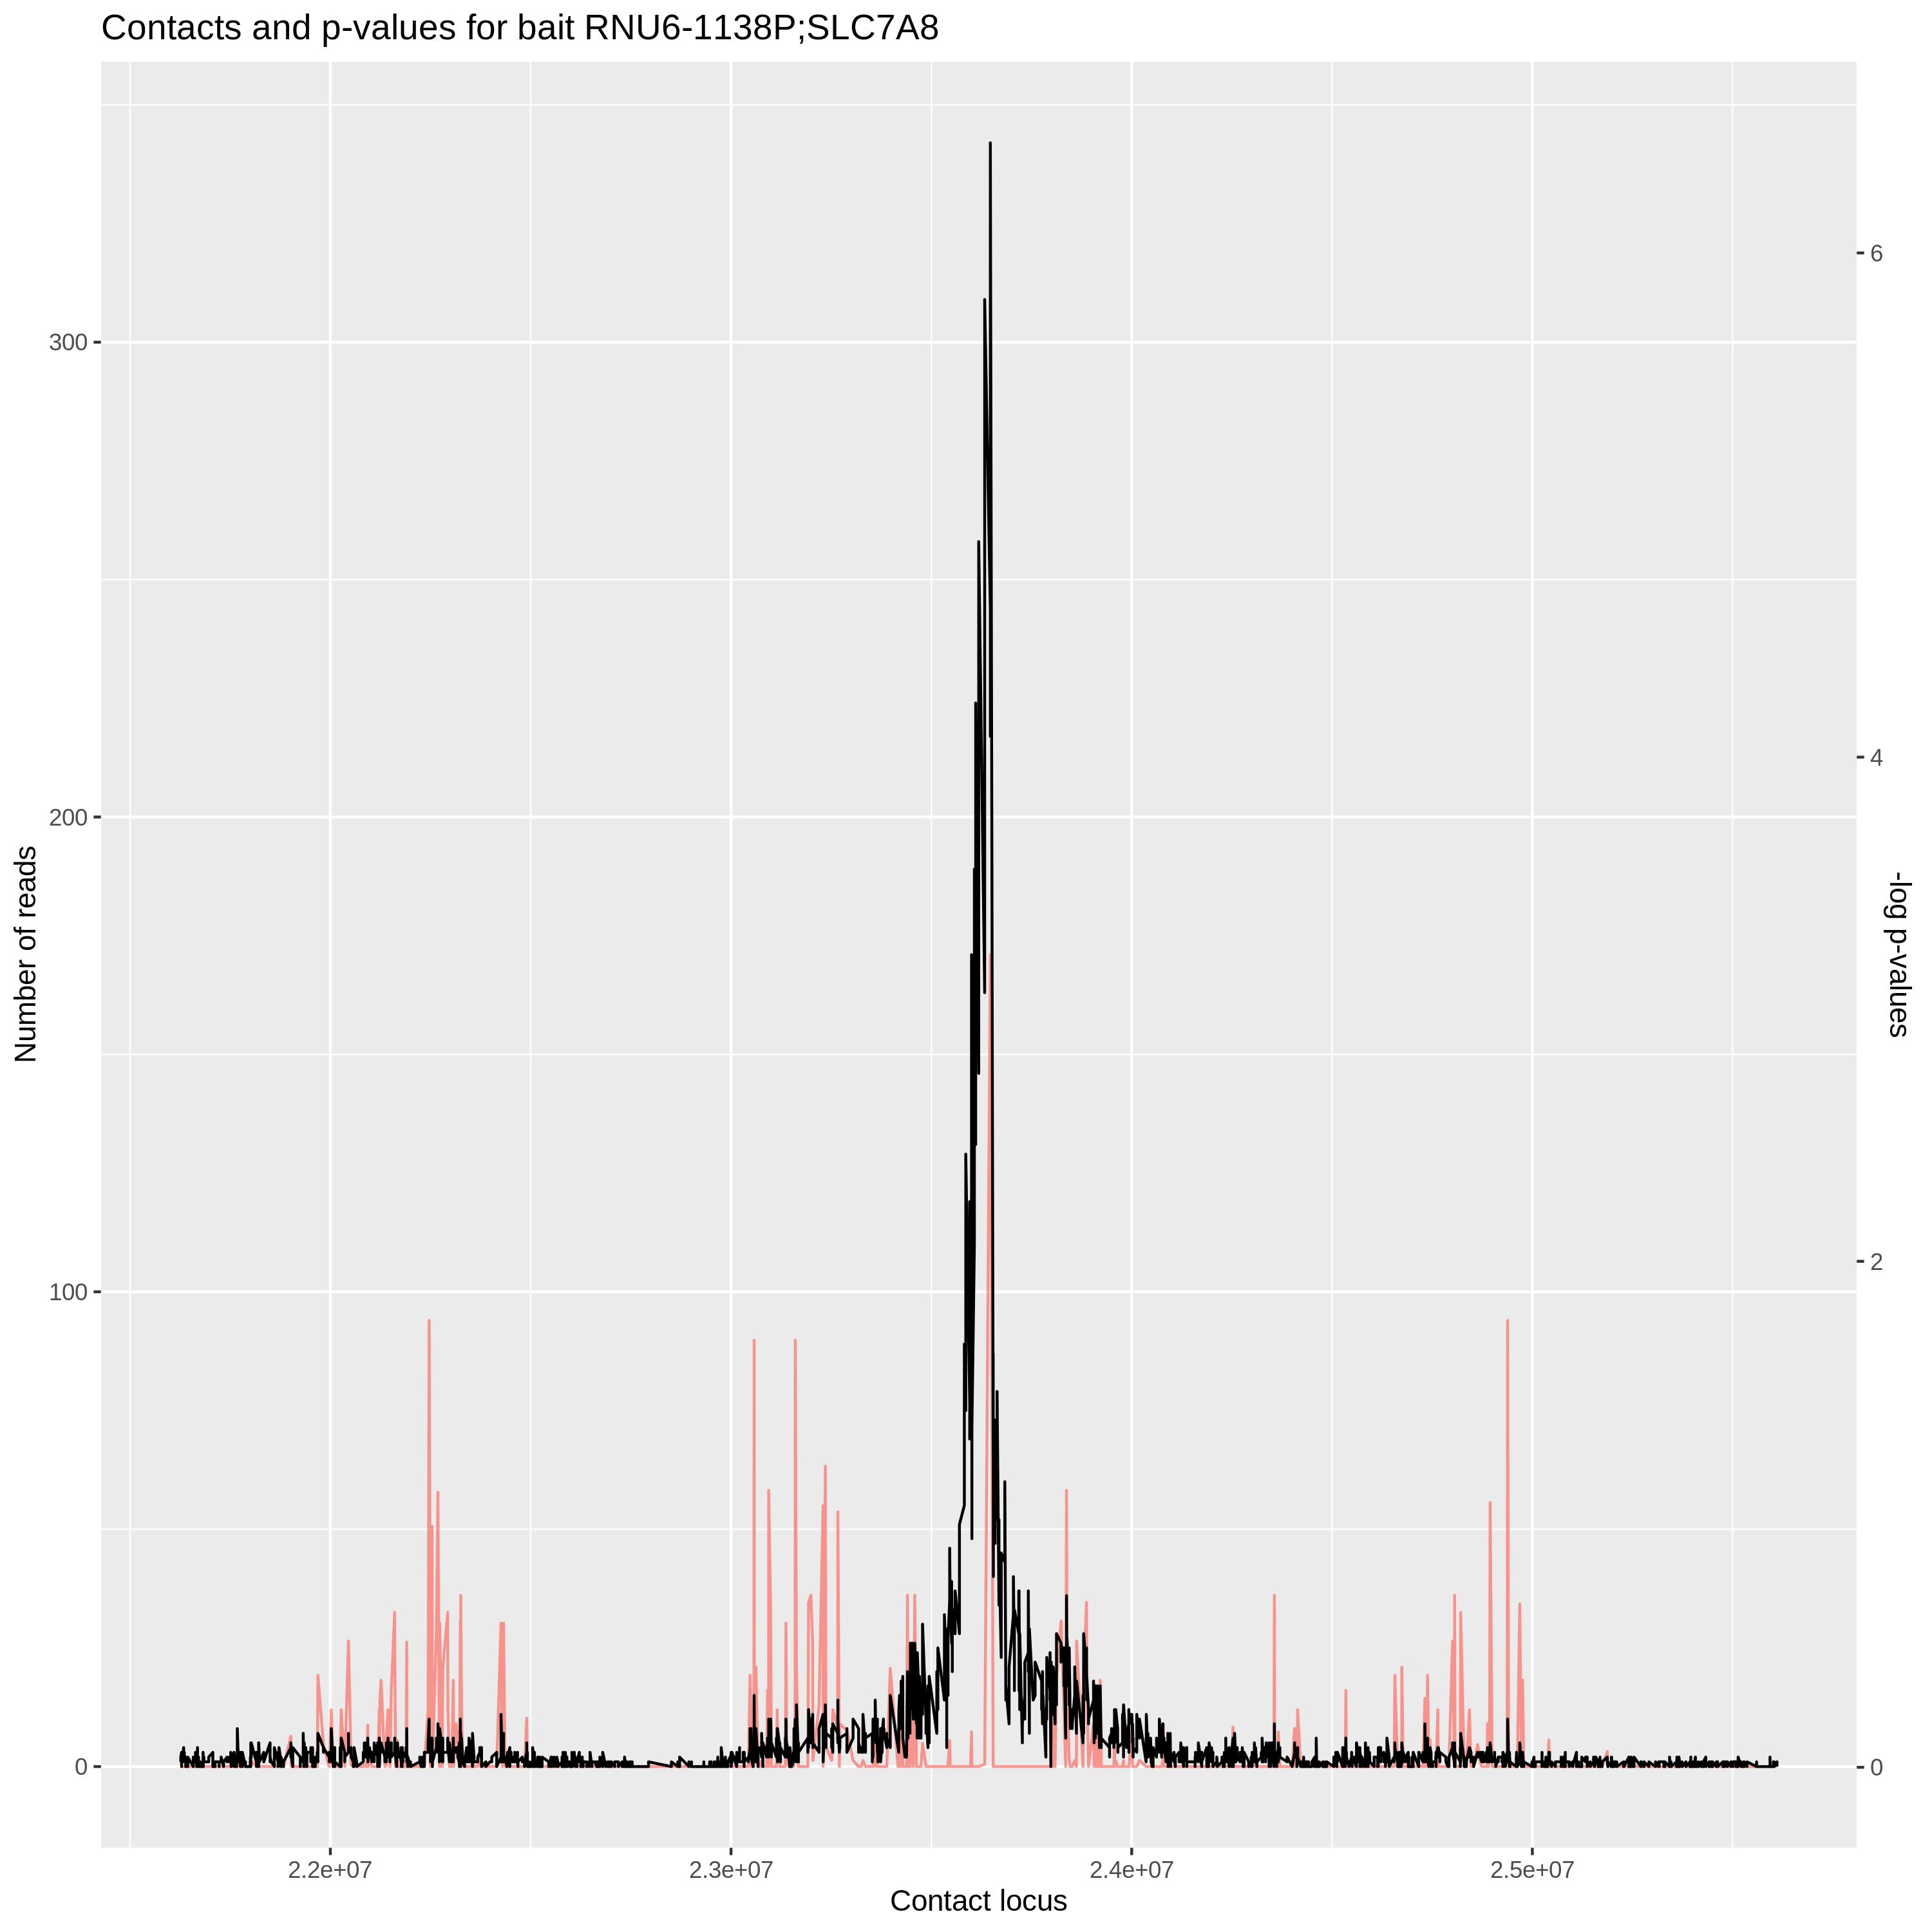 Contacts and p-values for bait RNU6-1138P;SLC7A8
300
200
100
0
Number of reads
6
4
2
0
-log p-values
2.2e+07
2.3e+07
2.4e+07
2.5e+07
Contact locus